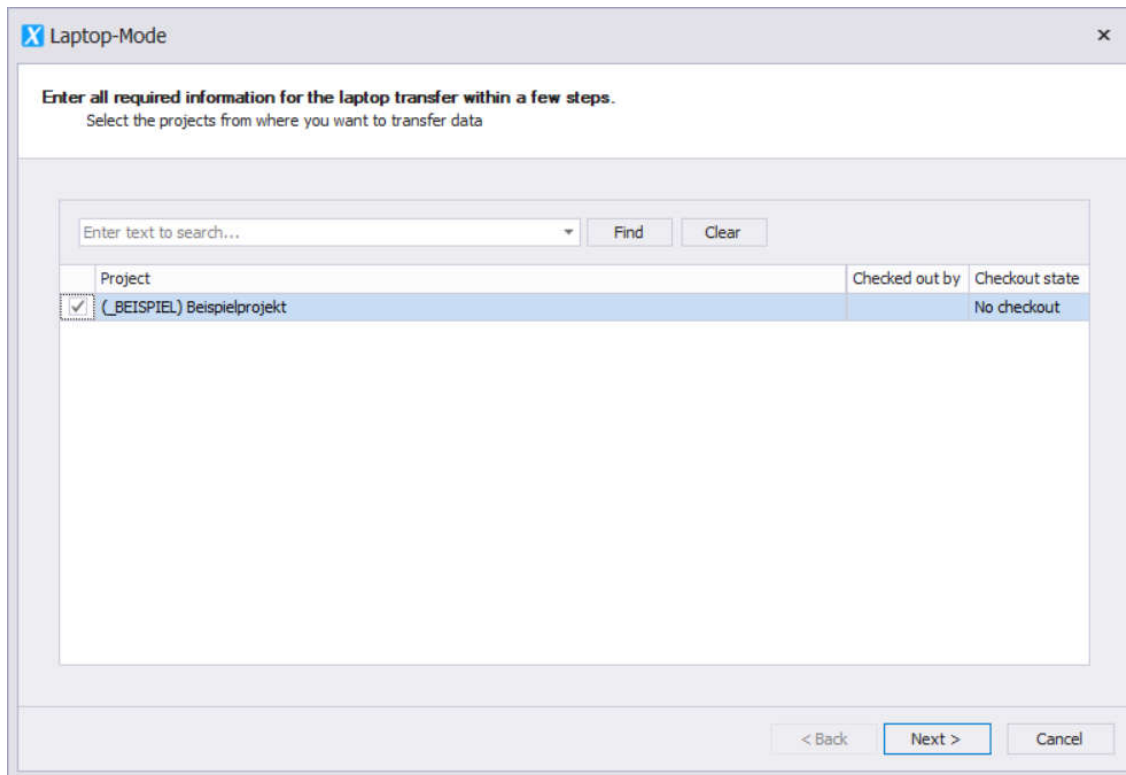 X Laptop-Mode
Enter all required information for the laptop transfer within a few steps.
Select the projects from where you want to transfer data
Enter text to search... Find Clear
Project Checked out by Checkout state
(_BEISPIEL) Beispielprojekt No checkout
< Back Next > Cancel